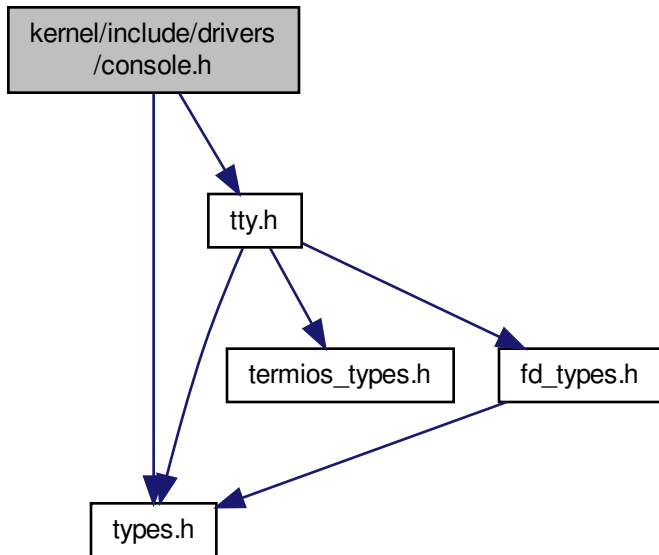 kernel/include/drivers
/console.h
tty.h
termios_types.h
fd_types.h
types.h